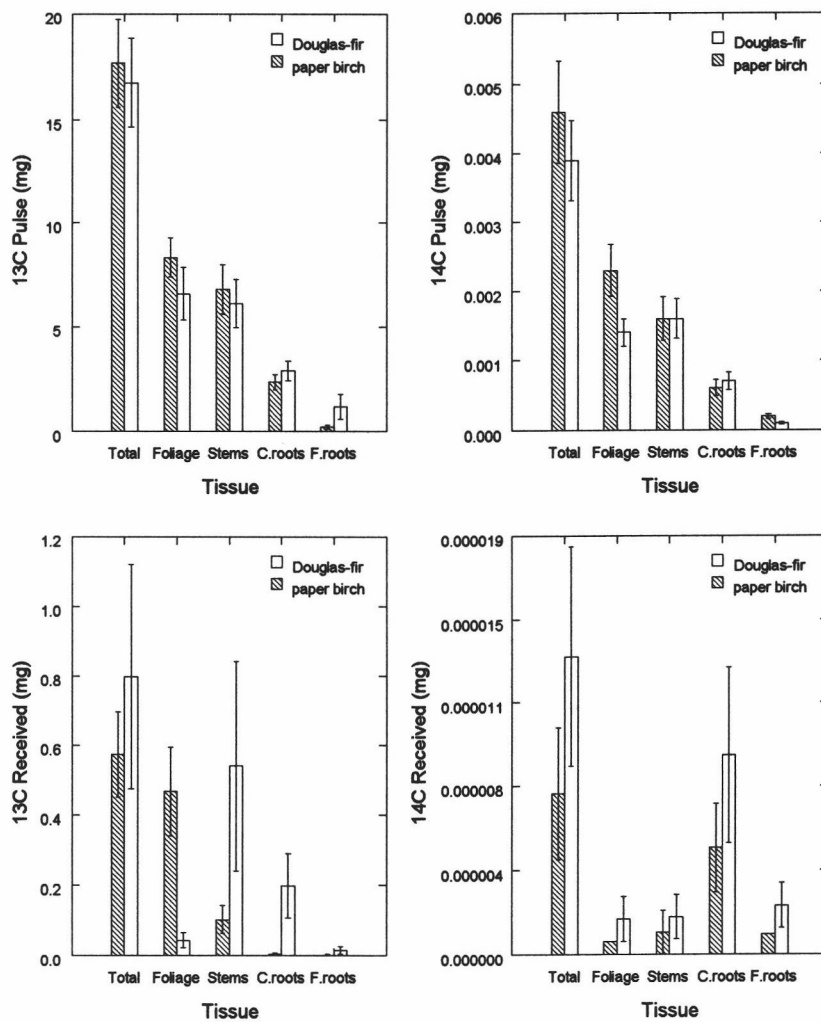 20
15
10
5
0
13C Pulse (mg)
Douglas-fir
paper birch
Total Foliage Stems C.roots F.roots
Tissue
0.006
0.005
0.004
0.002
0.001
0.000
14C Pulse (mg)
Douglas-fir
paper birch
Total Foliage Stems C.roots F.roots
Tissue
1.2
1.0
0.8
0.6
0.4
0.2
0.0
13C Received (mg)
Douglas-fir
paper birch
Total Foliage Stems C.roots F.roots
Tissue
0.000019
0.000015
0.000011
0.000008
0.000004
0.000000
14C Received (mg)
Douglas-fir
paper birch
Total Foliage Stems C.roots F.roots
Tissue